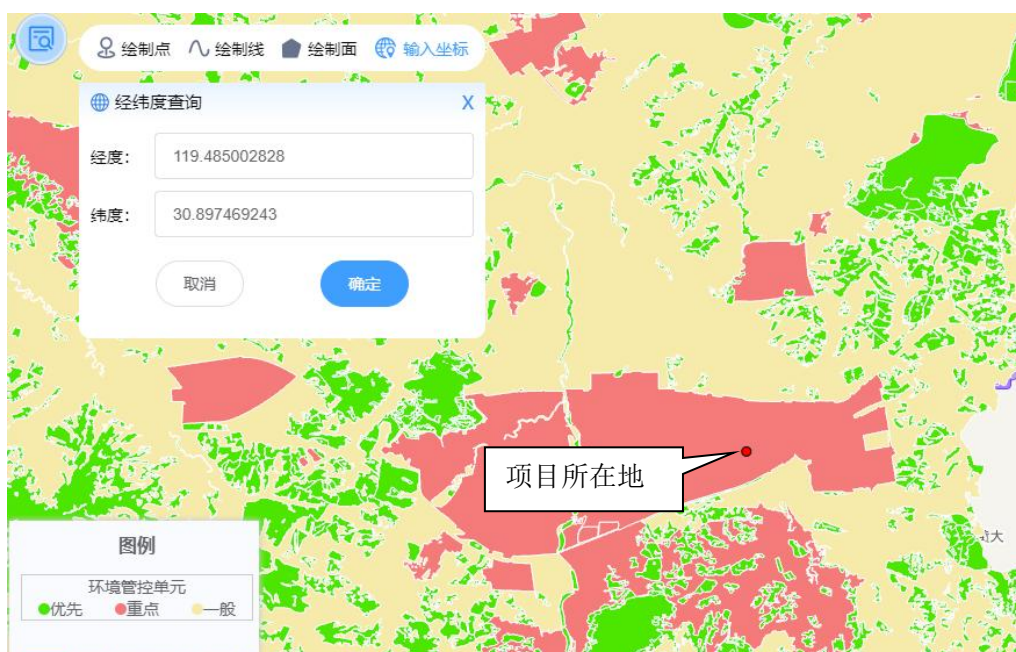 绘制点 绘制线 绘制面 输入坐标
经纬度查询 X
经度： 119.485002828
纬度： 30.897469243
取消 确定
项目所在地
图例
环境管控单元
优先 重点 一般